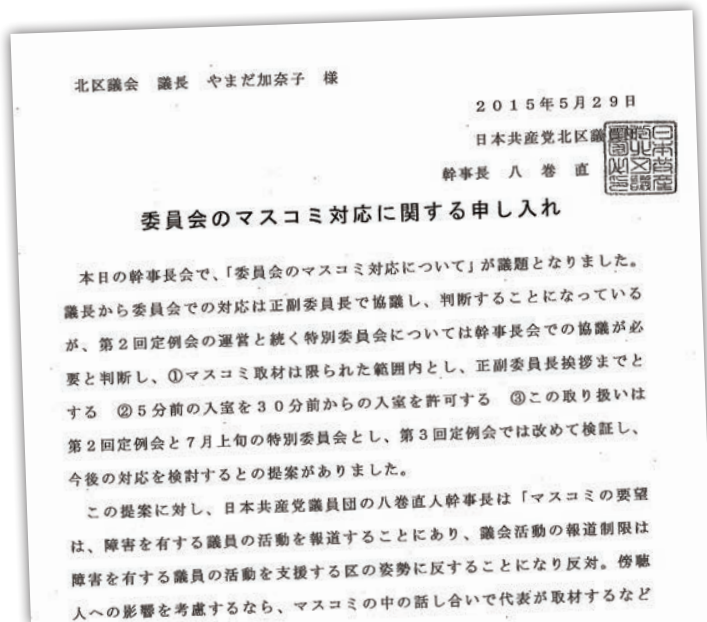 北区議会　議長　やまだ加奈子　様
２０１５年５月２９日
日本共産党北区議
幹事長　八　巻　直
委員会のマスコミ対応に関する申し入れ
本日の幹事長会で、「委員会のマスコミ対応について」が議題となりました。
議長から委員会での対応は正副委員長で協議し、判断することになっている
が、第２回定例会の運営と続く特別委員会については幹事長会での協議が必
要と判断し、①マスコミ取材は限られた範囲内とし、正副委員長挨拶までと
する　②５分前の入室を３０分前からの入室を許可する　③この取り扱いは
第２回定例会と７月上旬の特別委員会とし、第３回定例会では改めて検証し、
今後の対応を検討するとの提案がありました。
この提案に対し、日本共産党議員団の八巻直人幹事長は「マスコミの要望
は、障害を有する議員の活動を報道することにあり、議会活動の報道制限は
障害を有する議員の活動を支援する区の姿勢に反することになり反対。傍聴
人への影響を考慮するなら、マスコミの中の話し合いで代表が取材するなど